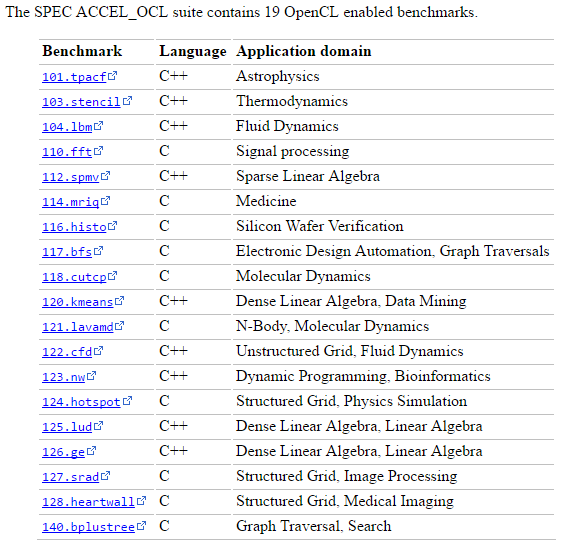 The SPEC ACCEL_OCL suite contains 19 OpenCL enabled benchmarks.
Benchmark Language Application domain
101.tpacf C++ Astrophysics
103.stencil C++ Thermodynamics
104.lbm C++ Fluid Dynamics
110.fft C Signal processing
112.spmv C++ Sparse Linear Algebra
114.mriq C Medicine
116.histo C Silicon Wafer Verification
117.bfs C Electronic Design Automation, Graph Traversals
118.cutcp C Molecular Dynamics
120.kmeans C++ Dense Linear Algebra, Data Mining
121.lavamd C N-Body, Molecular Dynamics
122.cfd C++ Unstructured Grid, Fluid Dynamics
123.nw C++ Dynamic Programming, Bioinformatics
124.hotspot C Structured Grid, Physics Simulation
125.lud C++ Dense Linear Algebra, Linear Algebra
126.ge C++ Dense Linear Algebra, Linear Algebra
127.srad C Structured Grid, Image Processing
128.heartwall C Structured Grid, Medical Imaging
140.bplustree C Graph Traversal, Search